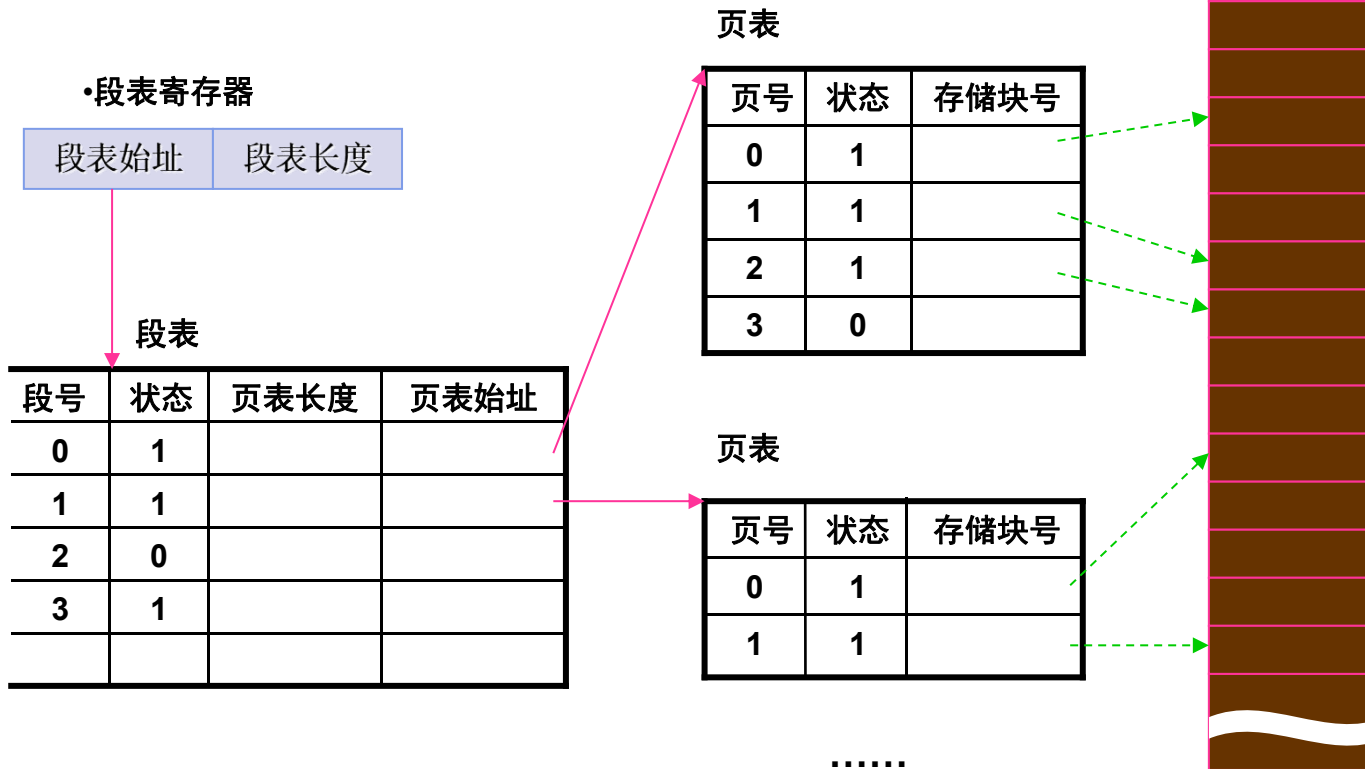 页表
•段表寄存器
段表始址 段表长度
页号 状态 存储块号
0 1
1 1
2 1
3 0
段表
段号 状态 页表长度 页表始址
0 1
1 1
2 0
3 1
页表
页号 状态 存储块号
0 1
1 1
……